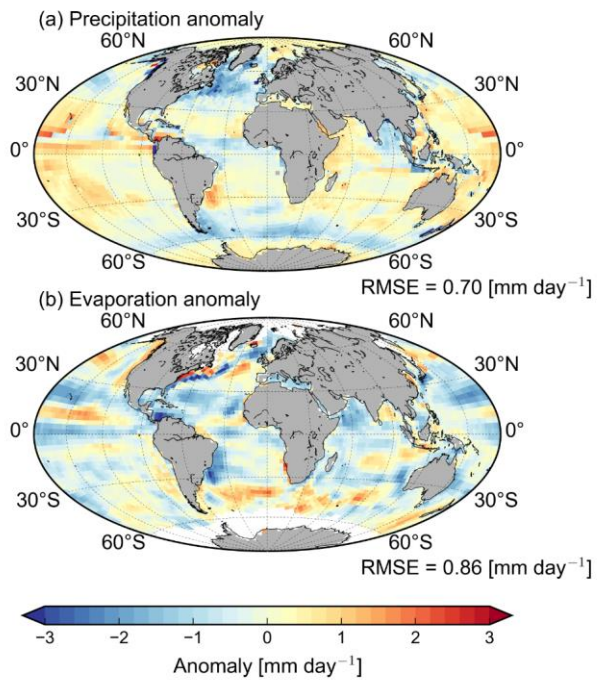 (a) Precipitation anomaly
60°N 60°N
30°N 30°N
0° 0°
30°S 30°S
60°S 60°S
RMSE = 0.70 [mm day⁻¹]
(b) Evaporation anomaly
60°N 60°N
30°N 30°N
0° 0°
30°S 30°S
60°S 60°S
RMSE = 0.86 [mm day⁻¹]
−3 −2 −1 0 1 2 3
Anomaly [mm day⁻¹]